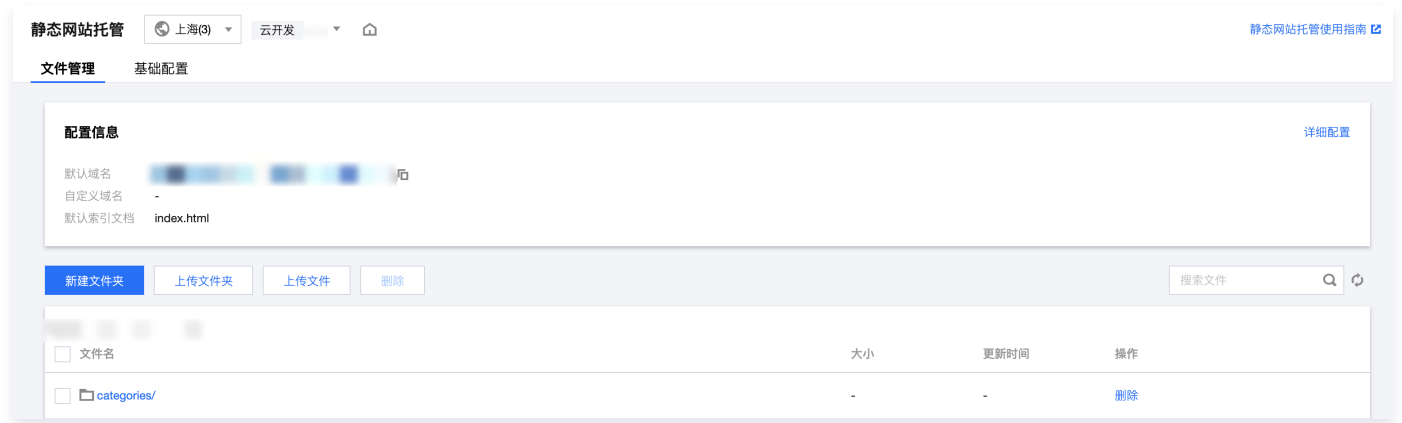 静态网站托管 上海(3) 云开发 静态网站托管使用指南
文件管理 基础配置
配置信息 详细配置
默认域名
自定义域名 -
默认索引文档 index.html
新建文件夹 上传文件夹 上传文件 删除 搜索文件
文件名 大小 更新时间 操作
categories/ - - 删除